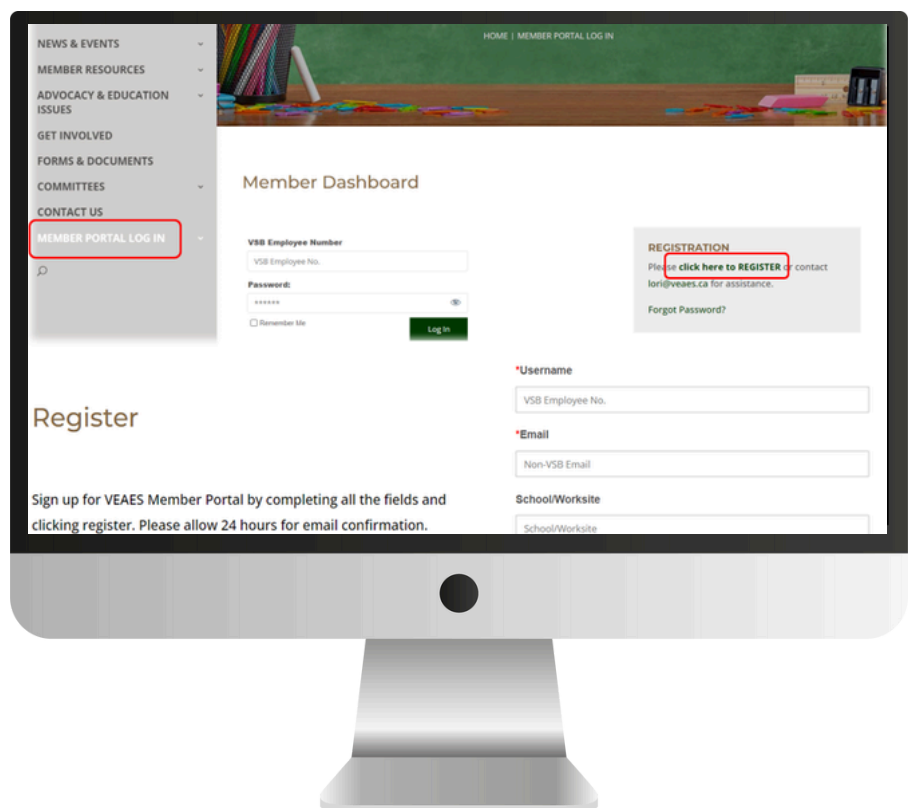 HOME | MEMBER PORTAL LOG IN
NEWS & EVENTS
MEMBER RESOURCES
ADVOCACY & EDUCATION
ISSUES
GET INVOLVED
FORMS & DOCUMENTS
COMMITTEES
CONTACT US
MEMBER PORTAL LOG IN
Member Dashboard
VSB Employee Number
VSB Employee No.
Password:
******
Remember Me
Log In
REGISTRATION
Please click here to REGISTER or contact
lori@veaes.ca for assistance.
Forgot Password?
Register
Sign up for VEAES Member Portal by completing all the fields and
clicking register. Please allow 24 hours for email confirmation.
*Username
VSB Employee No.
*Email
Non-VSB Email
School/Worksite
School/Worksite